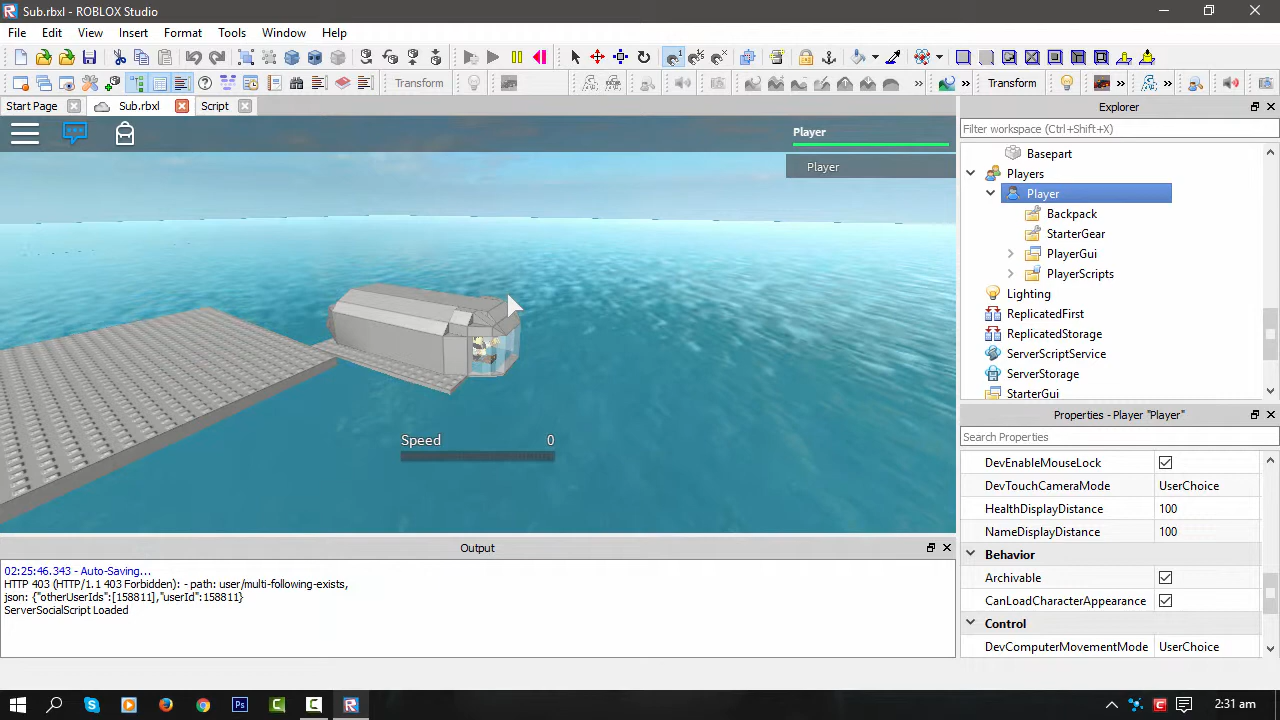 Sub.rbxl - ROBLOX Studio
File Edit View Insert Format Tools Window Help
Transform
Transform
Start Page
Sub.rbxl
Script
Explorer
Filter workspace (Ctrl+Shift+X)
Basepart
Players
Player
Backpack
StarterGear
PlayerGui
PlayerScripts
Lighting
ReplicatedFirst
ReplicatedStorage
ServerScriptService
ServerStorage
StarterGui
Player
Player
Speed 0
Properties - Player "Player"
Search Properties
DevEnableMouseLock
DevTouchCameraMode UserChoice
HealthDisplayDistance 100
NameDisplayDistance 100
Behavior
Archivable
CanLoadCharacterAppearance
Control
DevComputerMovementMode UserChoice
Output
02:25:46.343 - Auto-Saving...
HTTP 403 (HTTP/1.1 403 Forbidden): - path: user/multi-following-exists,
json: {"otherUserIds":[158811],"userId":158811}
ServerSocialScript Loaded
2:31 am